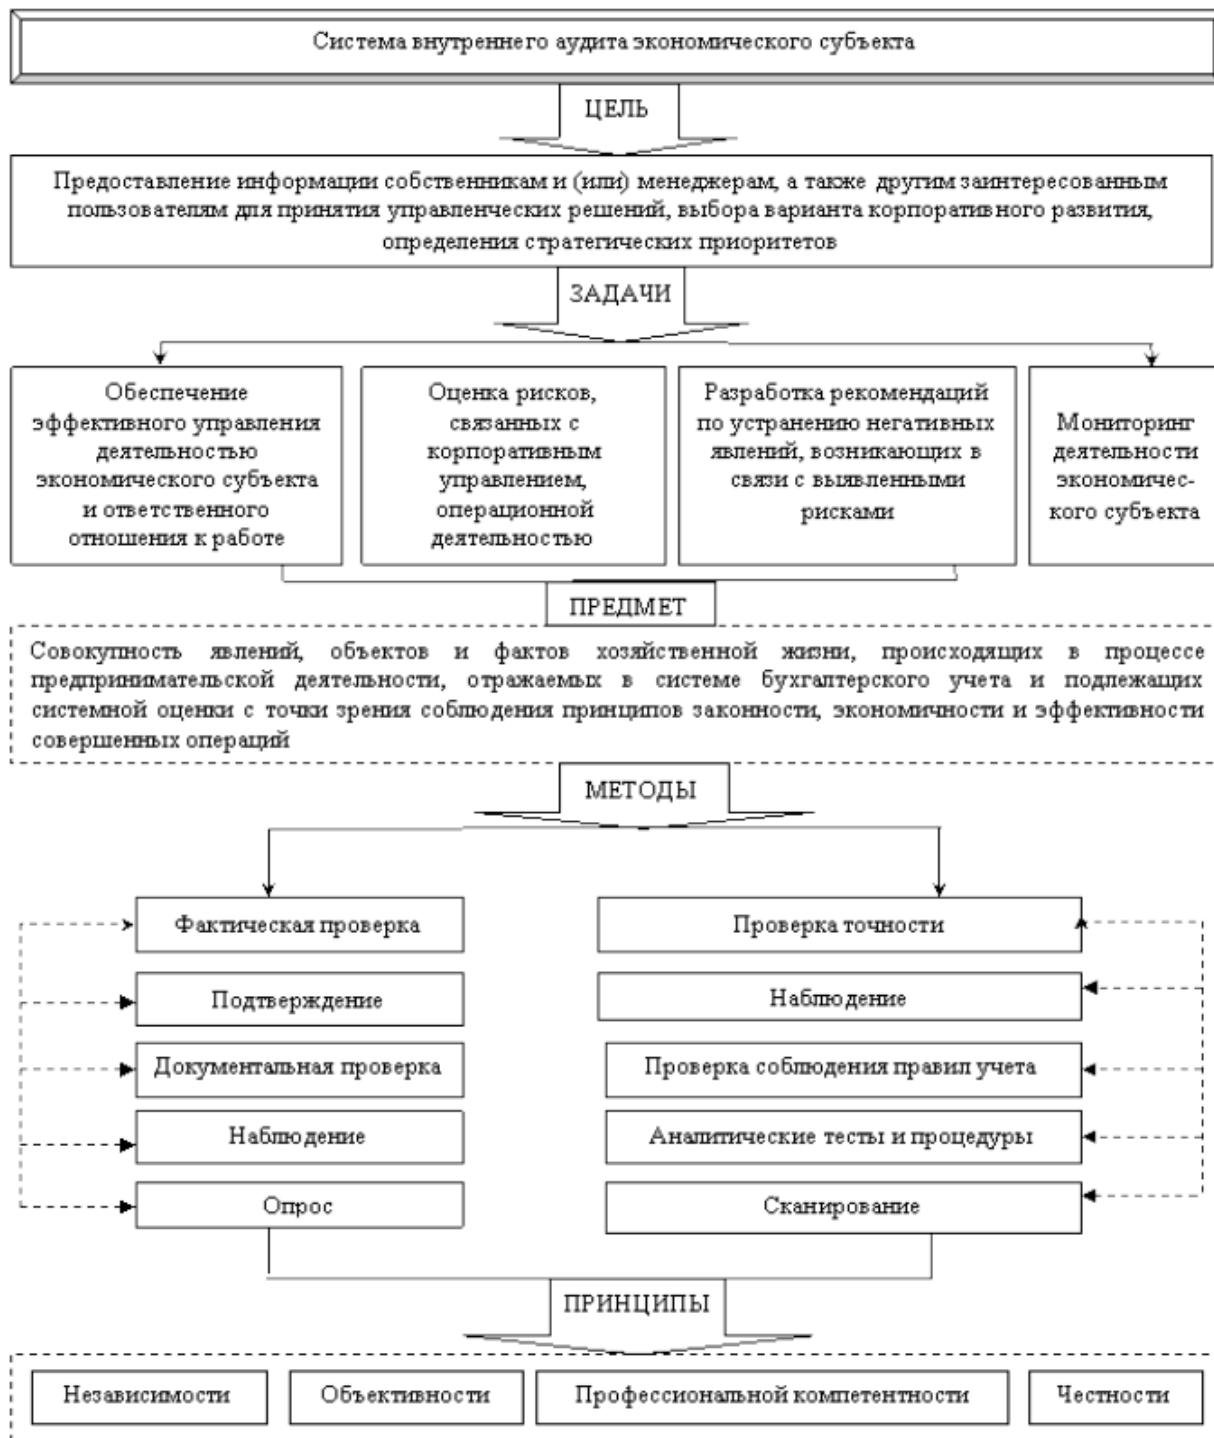 Система внутреннего аудита экономического субъекта
ЦЕЛЬ
Предоставление информации собственникам и (или) менеджерам, а также другим заинтересованным
пользователям для принятия управленческих решений, выбора варианта корпоративного развития,
определения стратегических приоритетов
ЗАДАЧИ
Обеспечение
эффективного управления
деятельностью
экономического субъекта
и ответственного
отношения к работе
Оценка рисков,
связанных с
корпоративным
управлением,
операционной
деятельностью
Разработка рекомендаций
по устранению негативных
явлений, возникающих в
связи с выявленными
рисками
Мониторинг
деятельности
экономичес-
кого субъекта
ПРЕДМЕТ
Совокупность явлений, объектов и фактов хозяйственной жизни, происходящих в процессе
предпринимательской деятельности, отражаемых в системе бухгалтерского учета и подлежащих
системной оценки с точки зрения соблюдения принципов законности, экономичности и эффективности
совершенных операций
МЕТОДЫ
Фактическая проверка
Подтверждение
Документальная проверка
Наблюдение
Опрос
Проверка точности
Наблюдение
Проверка соблюдения правил учета
Аналитические тесты и процедуры
Сканирование
ПРИНЦИПЫ
Независимости
Объективности
Профессиональной компетентности
Честности